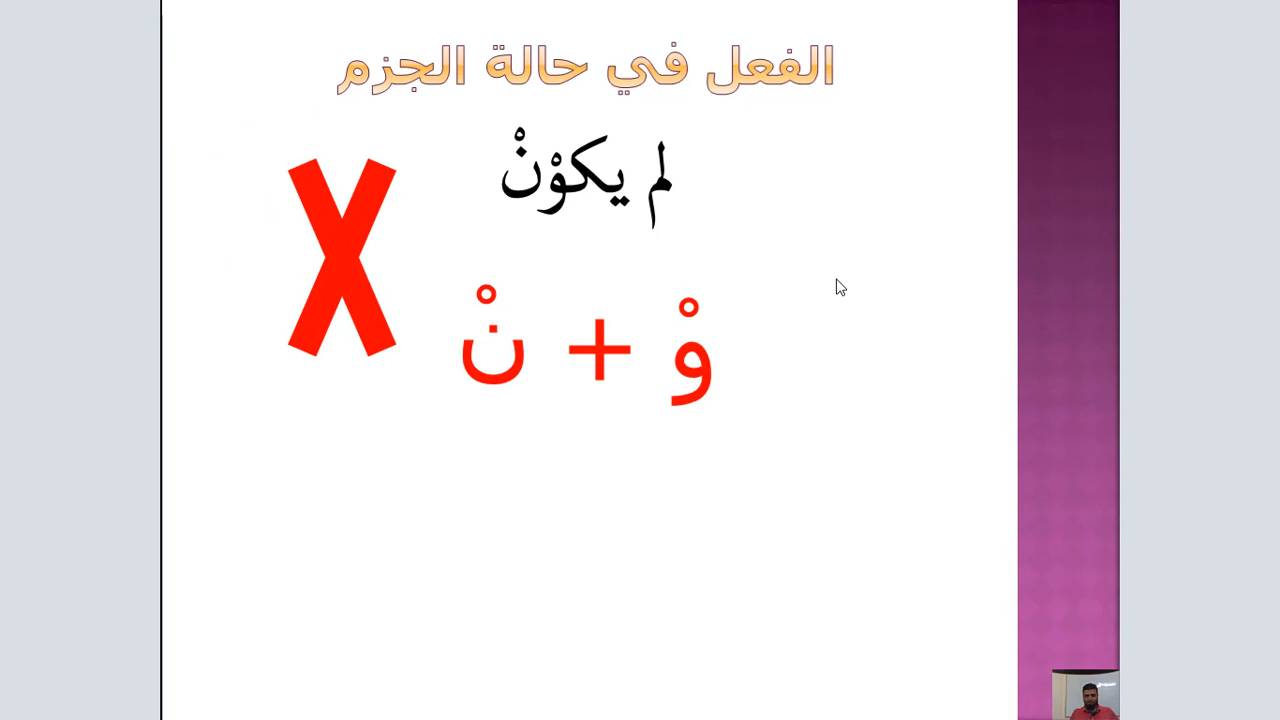 الفعل في حالة الجزم
لم يكوْنْ
X
وْ + نْ